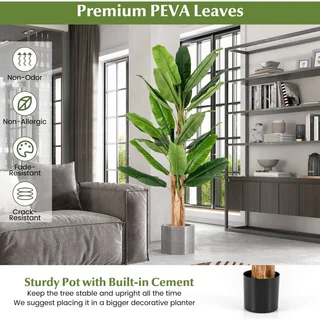 Premium PEVA Leaves
Non-Odor
Non-Allergic
Fade-
Resistant
Crack-
Resistant
Sturdy Pot with Built-in Cement
Keep the tree stable and upright all the time
We suggest placing it in a bigger decorative planter